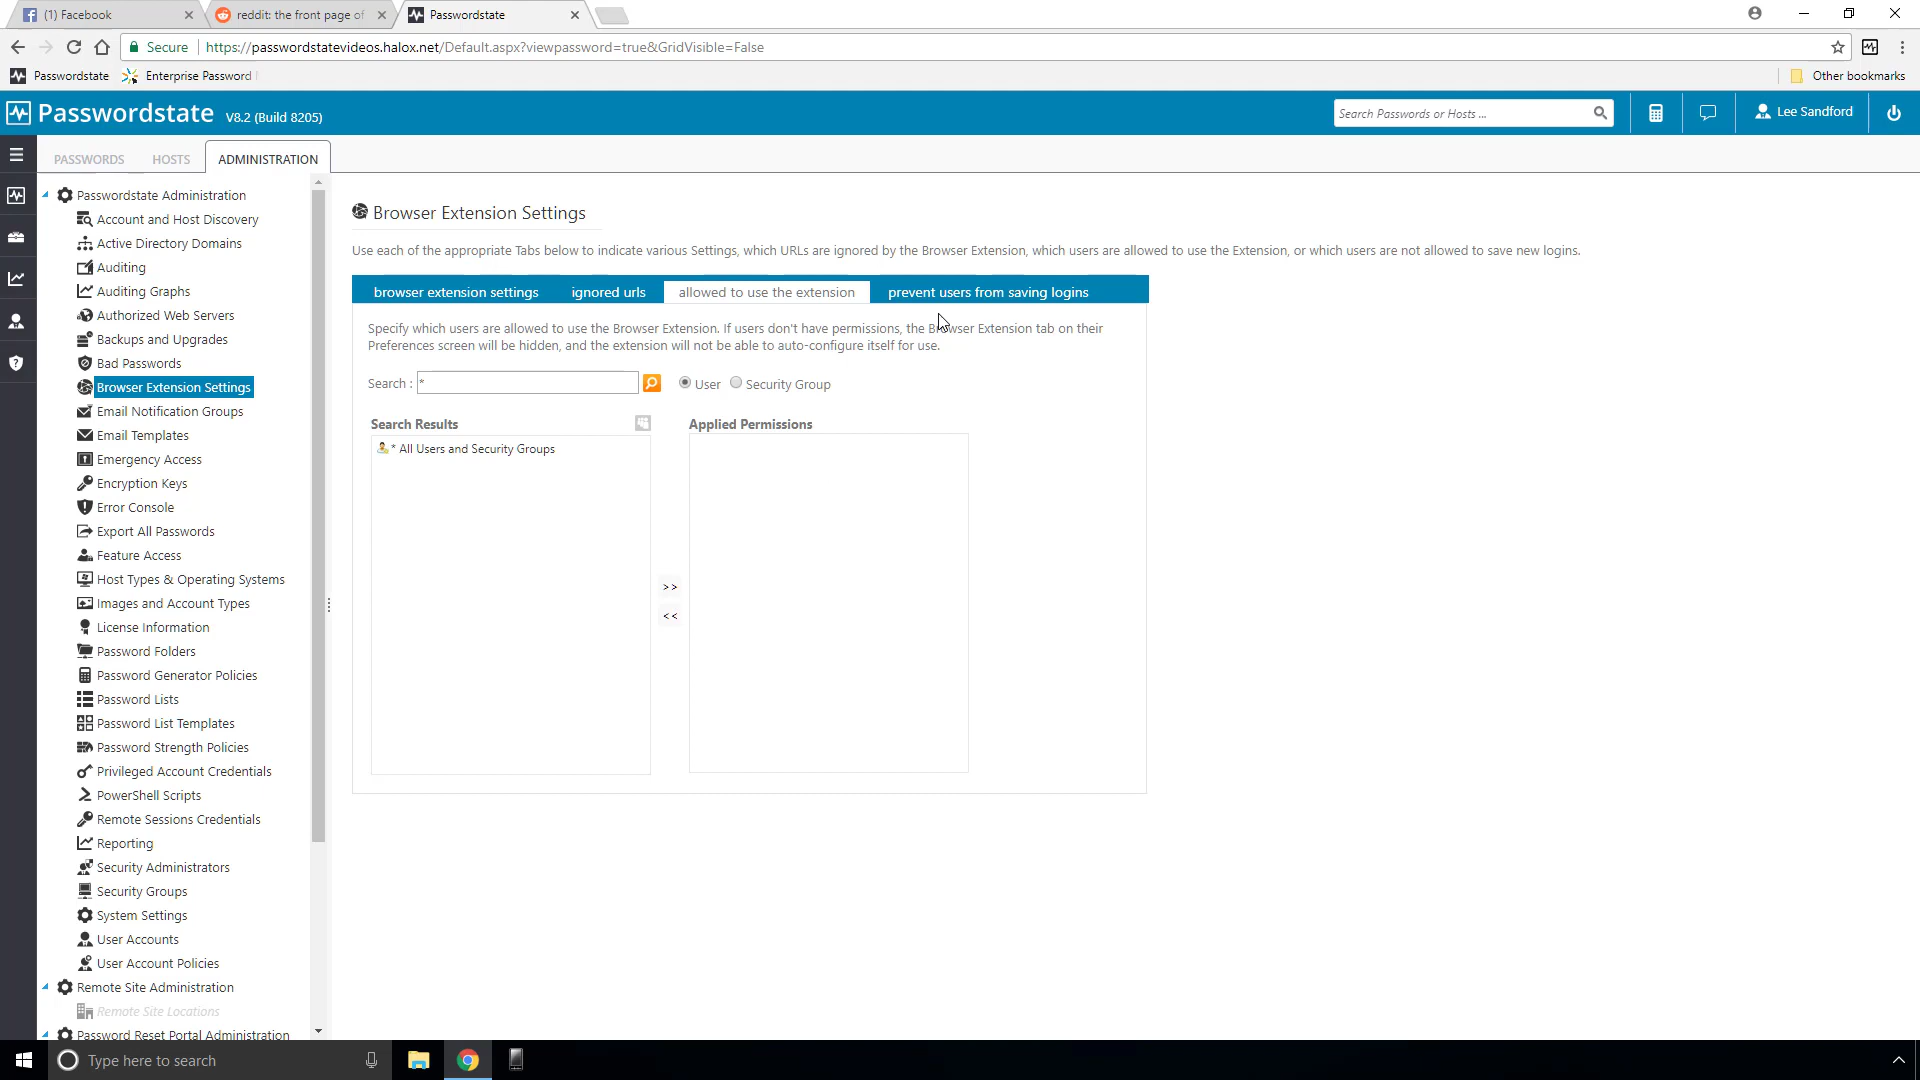 (1) Facebook
reddit: the front page of
Passwordstate
Secure
https://passwordstatevideos.halox.net/Default.aspx?viewpassword=true&GridVisible=False
Passwordstate
Enterprise Password
Other bookmarks
Passwordstate V8.2 (Build 8205)
Search Passwords or Hosts ...
Lee Sandford
PASSWORDS
HOSTS
ADMINISTRATION
Passwordstate Administration
Account and Host Discovery
Active Directory Domains
Auditing
Auditing Graphs
Authorized Web Servers
Backups and Upgrades
Bad Passwords
Browser Extension Settings
Email Notification Groups
Email Templates
Emergency Access
Encryption Keys
Error Console
Export All Passwords
Feature Access
Host Types & Operating Systems
Images and Account Types
License Information
Password Folders
Password Generator Policies
Password Lists
Password List Templates
Password Strength Policies
Privileged Account Credentials
PowerShell Scripts
Remote Sessions Credentials
Reporting
Security Administrators
Security Groups
System Settings
User Accounts
User Account Policies
Remote Site Administration
Remote Site Locations
Password Reset Portal Administration
Browser Extension Settings
Use each of the appropriate Tabs below to indicate various Settings, which URLs are ignored by the Browser Extension, which users are allowed to use the Extension, or which users are not allowed to save new logins.
browser extension settings
ignored urls
allowed to use the extension
prevent users from saving logins
Specify which users are allowed to use the Browser Extension. If users don't have permissions, the Browser Extension tab on their
Preferences screen will be hidden, and the extension will not be able to auto-configure itself for use.
Search : *
User
Security Group
Search Results
Applied Permissions
* All Users and Security Groups
>>
<<
Type here to search